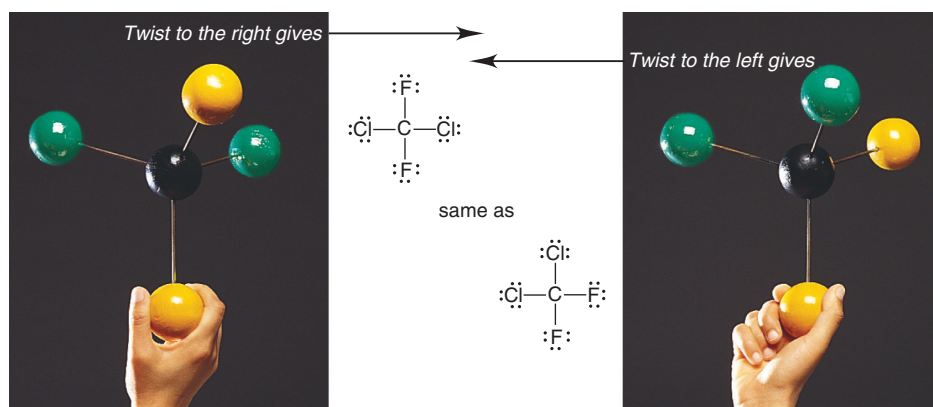 Twist to the right gives
Twist to the left gives
:F:
:Cl—C—Cl:
:F:
same as
:Cl:
:Cl—C—F:
:F: